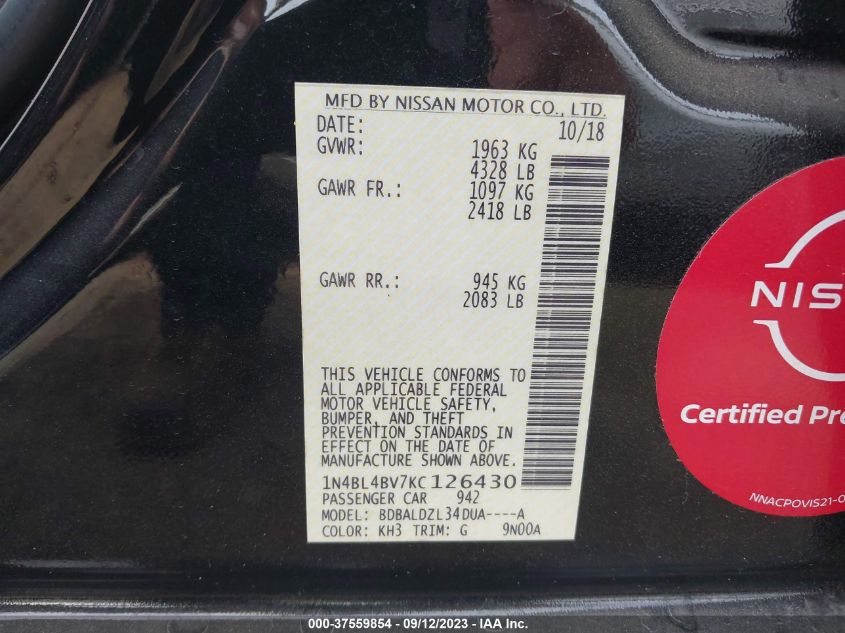 MFD BY NISSAN MOTOR CO., LTD.
DATE: 10/18
GVWR: 1963 KG
4328 LB
GAWR FR.: 1097 KG
2418 LB
GAWR RR.: 945 KG
2083 LB
THIS VEHICLE CONFORMS TO
ALL APPLICABLE FEDERAL
MOTOR VEHICLE SAFETY,
BUMPER, AND THEFT
PREVENTION STANDARDS IN
EFFECT ON THE DATE OF
MANUFACTURE SHOWN ABOVE.
1N4BL4BV7KC126430
PASSENGER CAR 942
MODEL: BDBALDZL34DUA----A
COLOR: KH3 TRIM: G 9N00A
NIS
Certified Pre
NNACPOVIS21-0
000-37559854 - 09/12/2023 - IAA Inc.